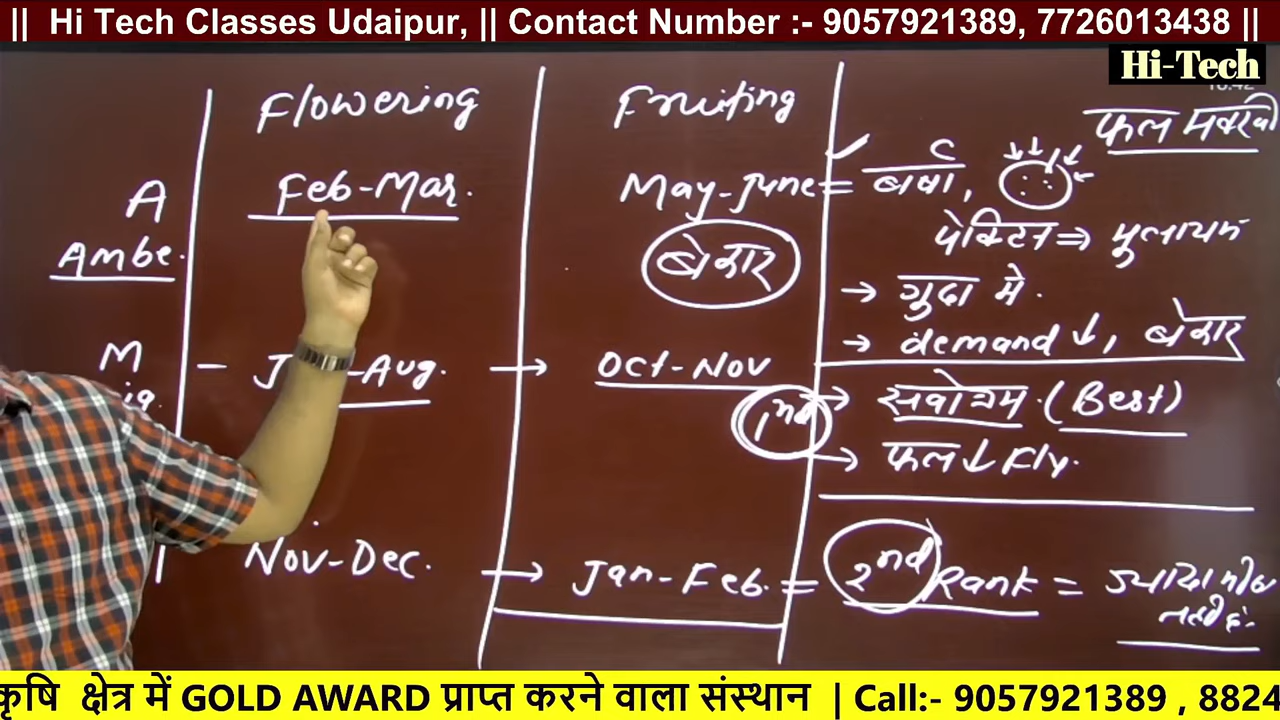 || Hi Tech Classes Udaipur, || Contact Number :- 9057921389, 7726013438 ||
Hi-Tech
Flowering
Fruiting
फल मक्खी
A
Feb-Mar.
May-June =
C
Ambe.
बेकार
पेक्टिन ⇒ मुलायम
→ गुदा मे.
→ demand ↓, बेकार
M
-Aug. → Oct-Nov
→ सर्वोत्तम. (Best)
→ फल ↓ Fly.
Nov-Dec. → Jan-Feb. = 2nd Rank =
कृषि क्षेत्र में GOLD AWARD प्राप्त करने वाला संस्थान | Call:- 9057921389 , 8824